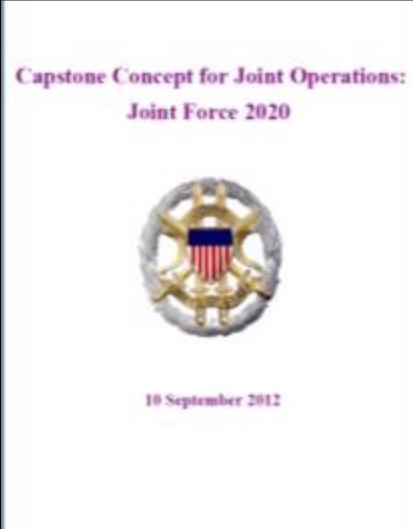 Capstone Concept for Joint Operations:
Joint Force 2020
10 September 2012